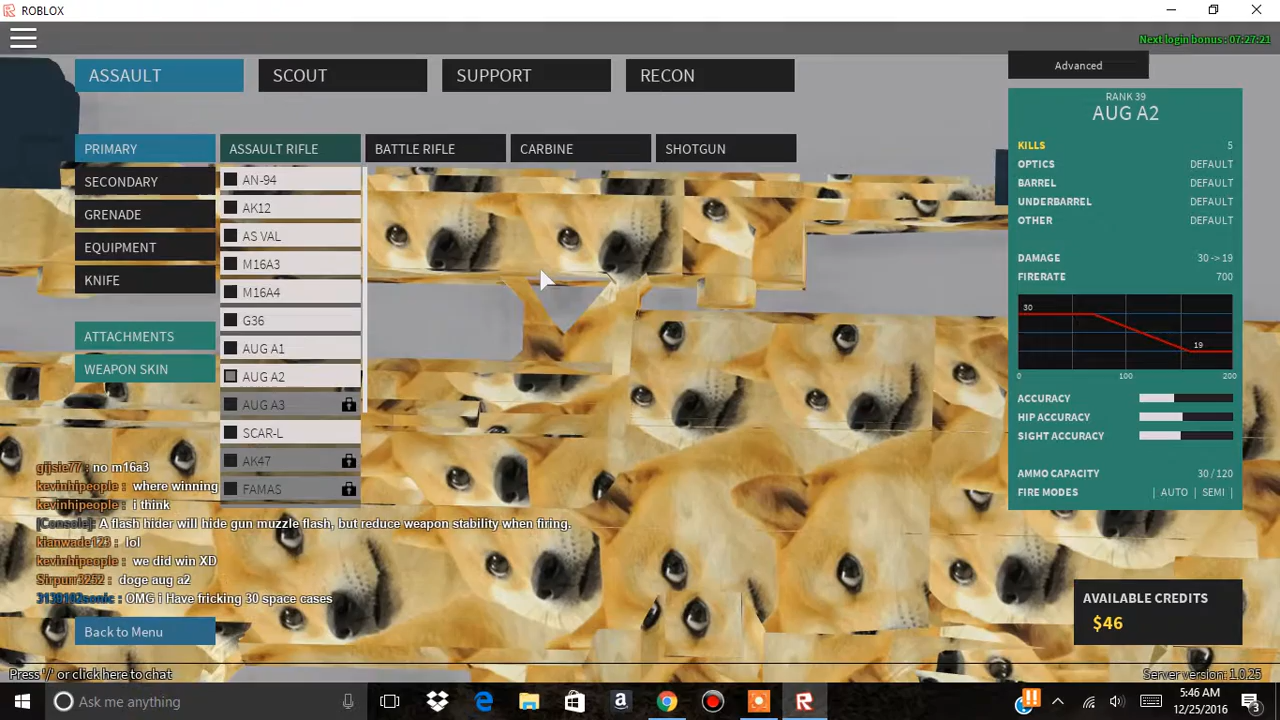 ROBLOX
Next login bonus : 07:27:21
ASSAULT
SCOUT
SUPPORT
RECON
Advanced
PRIMARY
SECONDARY
GRENADE
EQUIPMENT
KNIFE
ATTACHMENTS
WEAPON SKIN
ASSAULT RIFLE
BATTLE RIFLE
CARBINE
SHOTGUN
AN-94
AK12
AS VAL
M16A3
M16A4
G36
AUG A1
AUG A2
AUG A3
SCAR-L
AK47
FAMAS
RANK 39
AUG A2
KILLS 5
OPTICS DEFAULT
BARREL DEFAULT
UNDERBARREL DEFAULT
OTHER DEFAULT
DAMAGE 30 -> 19
FIRERATE 700
30
19
0 100 200
ACCURACY
HIP ACCURACY
SIGHT ACCURACY
AMMO CAPACITY 30 / 120
FIRE MODES | AUTO | SEMI |
gijsie77 : no m16a3
kevinhipeople : where winning
kevinhipeople : i think
[Console]: A flash hider will hide gun muzzle flash, but reduce weapon stability when firing.
kianwade123 : lol
kevinhipeople : we did win XD
Sirpurr3252 : doge aug a2
3130102sonic : OMG i Have fricking 30 space cases
Back to Menu
AVAILABLE CREDITS
$46
Press '/' or click here to chat
Server version: 1.0.25
Ask me anything
5:46 AM
12/25/2016
3